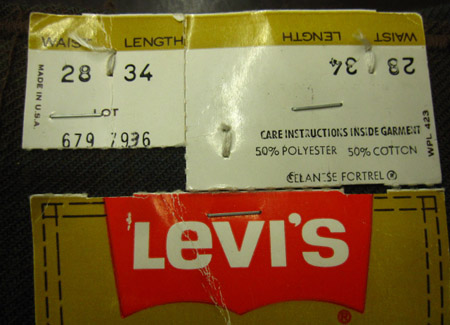 WAIST LENGTH
28 34
MADE IN U.S.A.
LOT
679 7936
WAIST LENGTH
28 34
CARE INSTRUCTIONS INSIDE GARMENT
50% POLYESTER 50% COTTON
CELANESE FORTREL ®
WPL 423
LEVI'S
®